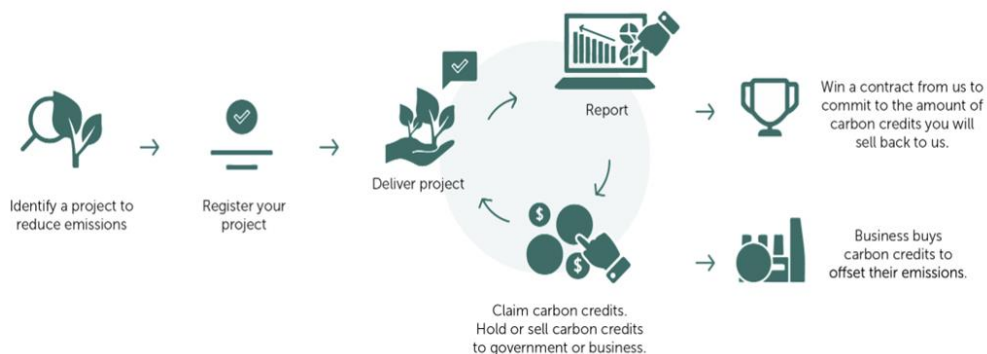 Identify a project to
reduce emissions
Register your
project
Deliver project
Report
$
$
Claim carbon credits.
Hold or sell carbon credits
to government or business.
Win a contract from us to
commit to the amount of
carbon credits you will
sell back to us.
Business buys
carbon credits to
offset their emissions.